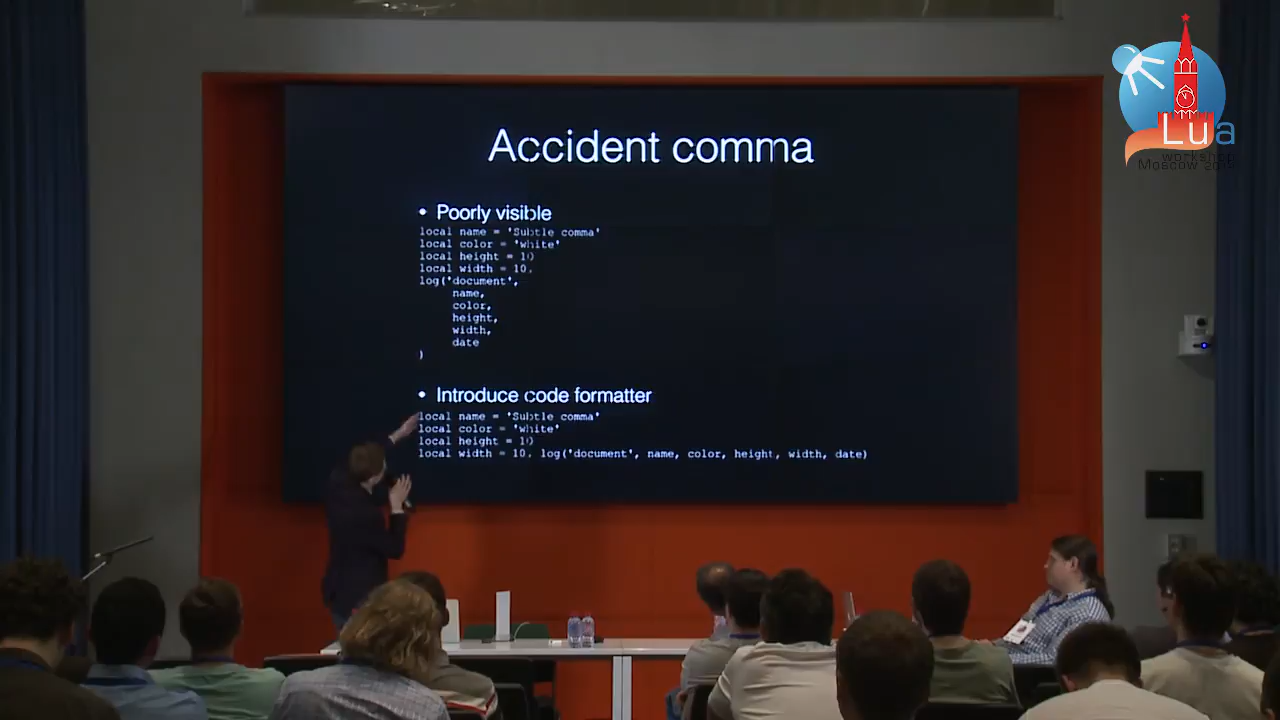 Accident comma
• Poorly visible
local name = 'Subtle comma'
local color = 'white'
local height = 10
local width = 10,
log('document',
name,
color,
height,
width,
date
)
• Introduce code formatter
local name = 'Subtle comma'
local color = 'white'
local height = 10
local width = 10, log('document', name, color, height, width, date)
Lua
workshop
Moscow